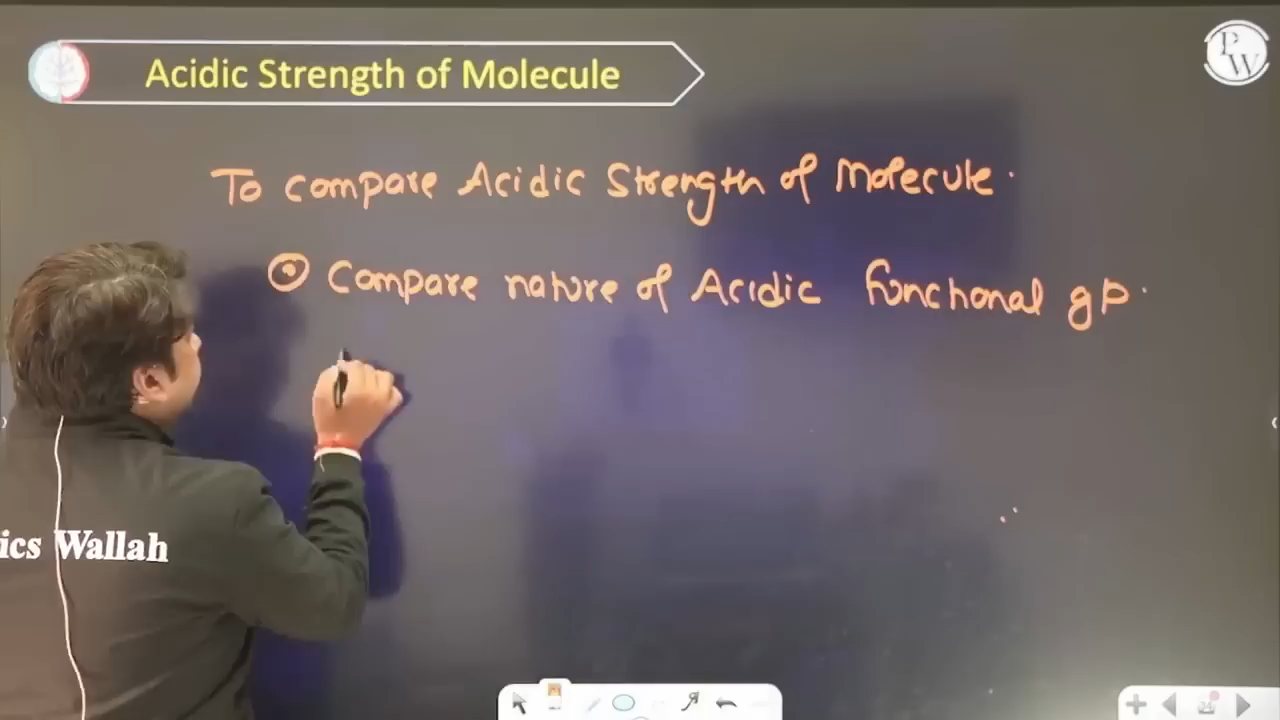 Acidic Strength of Molecule
P
W
To compare Acidic Strength of Molecule.
Compare nature of Acidic functional gp.
ics Wallah